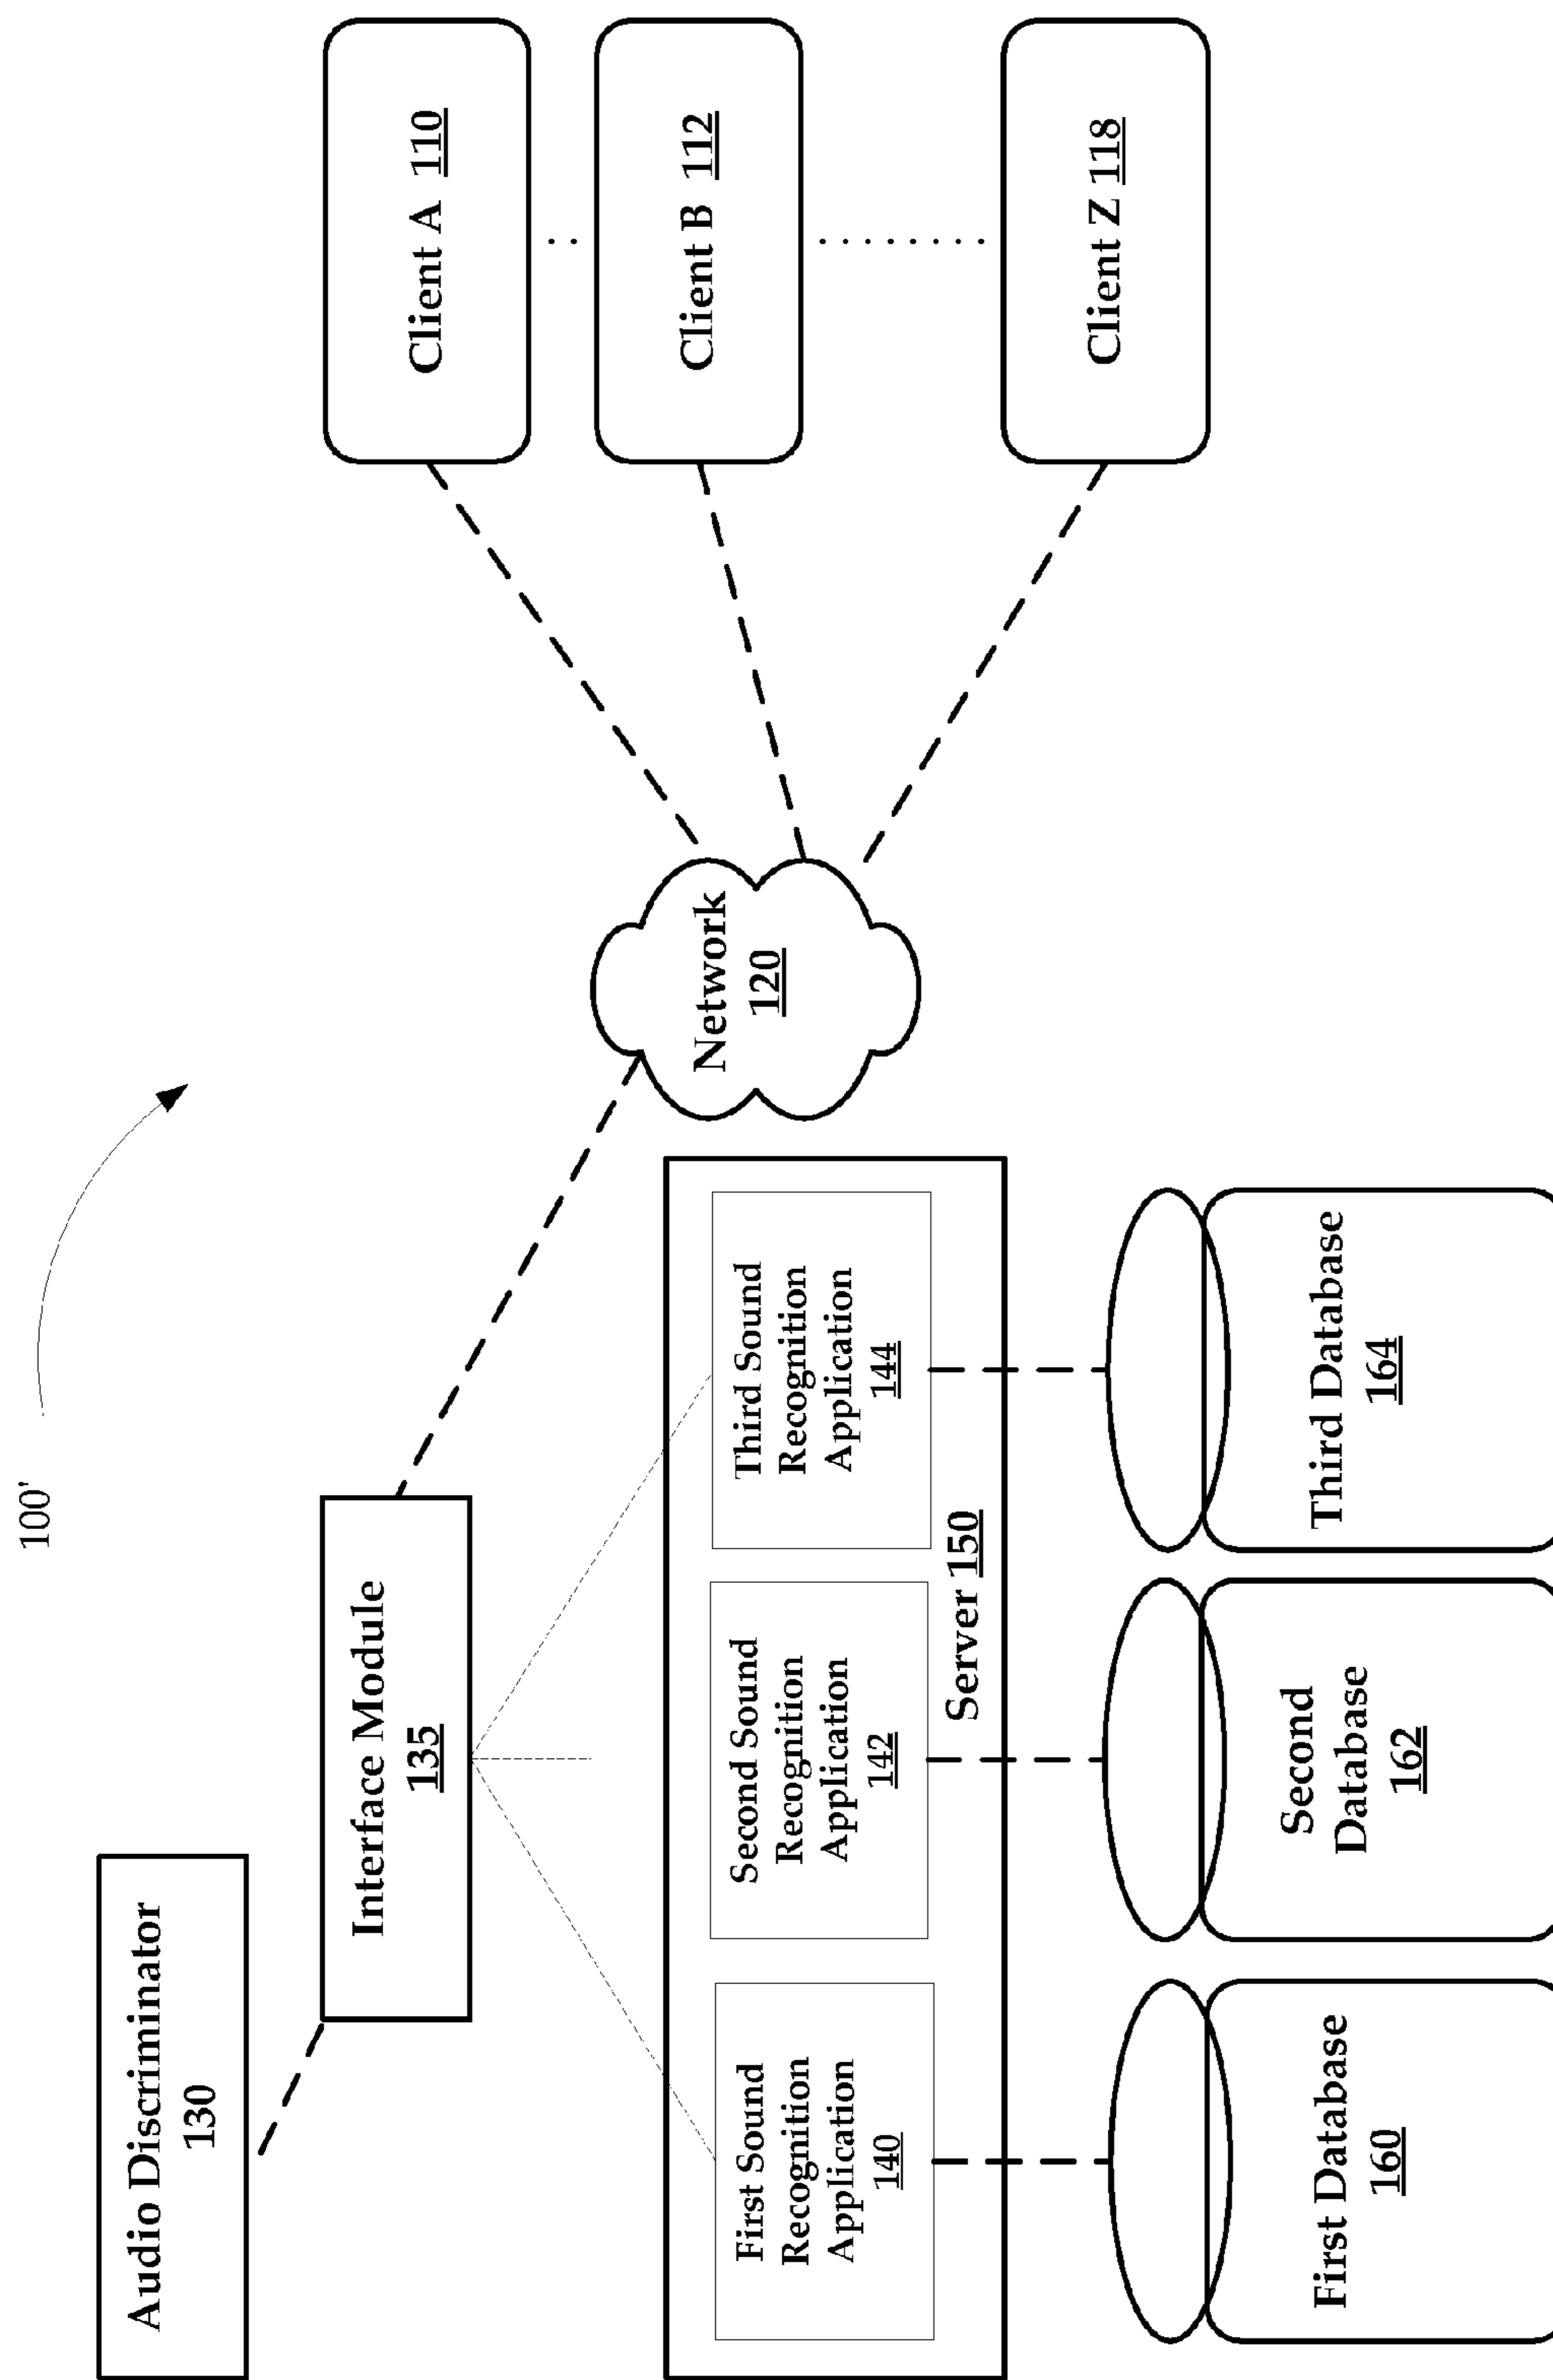 100'
Audio Discriminator
130
Interface Module
135
Network
120
Client A 110
Client B 112
Client Z 118
First Sound
Recognition
Application
140
Second Sound
Recognition
Application
142
Third Sound
Recognition
Application
144
Server 150
First Database
160
Second
Database
162
Third Database
164